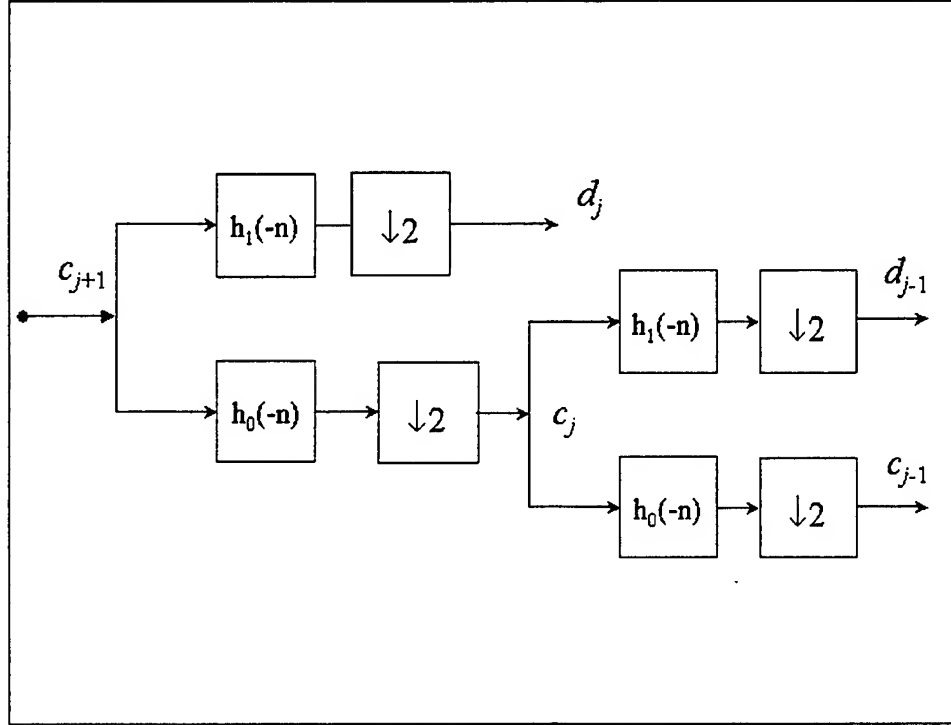 d_j
h₁(-n) ↓2
c_{j+1}
d_{j-1}
h₁(-n) ↓2
h₀(-n) ↓2
c_j
c_{j-1}
h₀(-n) ↓2